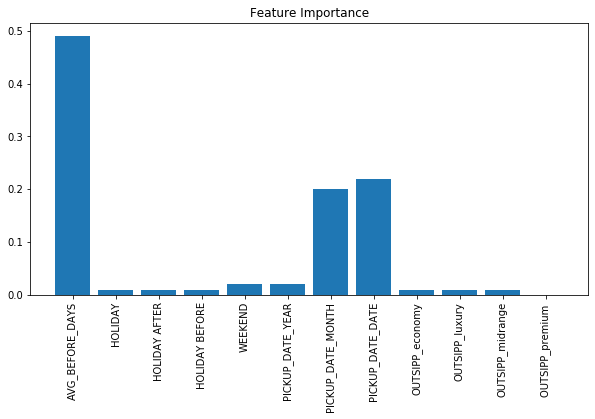 Feature Importance
0.5
0.4
0.3
0.2
0.1
0.0
AVG_BEFORE_DAYS
HOLIDAY
HOLIDAY AFTER
HOLIDAY BEFORE
WEEKEND
PICKUP_DATE_YEAR
PICKUP_DATE_MONTH
PICKUP_DATE_DATE
OUTSIPP_economy
OUTSIPP_luxury
OUTSIPP_midrange
OUTSIPP_premium